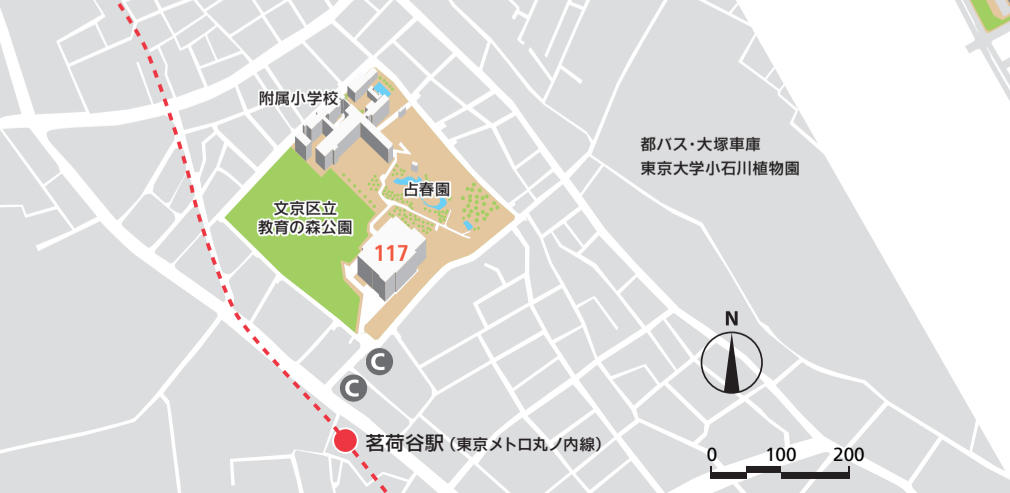 附属小学校
都バス・大塚車庫
東京大学小石川植物園
占春園
文京区立
教育の森公園
117
N
C
C
茗荷谷駅（東京メトロ丸ノ内線）
0 100 200